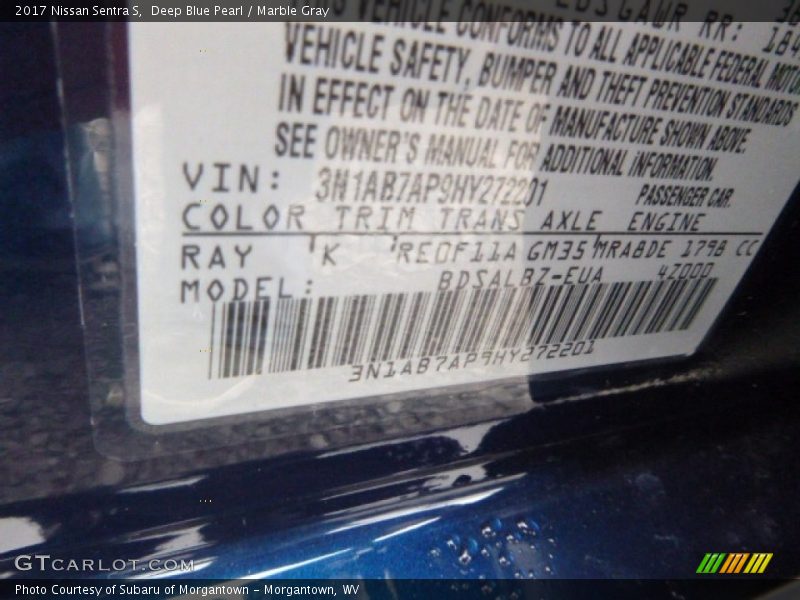 2017 Nissan Sentra S,  Deep Blue Pearl / Marble Gray
LBS GAWR RR:
VEHICLE CONFORMS TO ALL APPLICABLE FEDERAL MOTOR
VEHICLE SAFETY, BUMPER AND THEFT PREVENTION STANDARDS
IN EFFECT ON THE DATE OF MANUFACTURE SHOWN ABOVE.
SEE OWNER'S MANUAL FOR ADDITIONAL INFORMATION.
VIN: 3N1AB7AP9HY272201 PASSENGER CAR.
COLOR TRIM TRANS AXLE ENGINE
RAY K RE0F11A GM35 MRA8DE 1798 CC
MODEL: BDSALBZ-EUA 4Z000
3N1AB7AP9HY272201
GTCARLOT.COM
Photo Courtesy of Subaru of Morgantown - Morgantown, WV